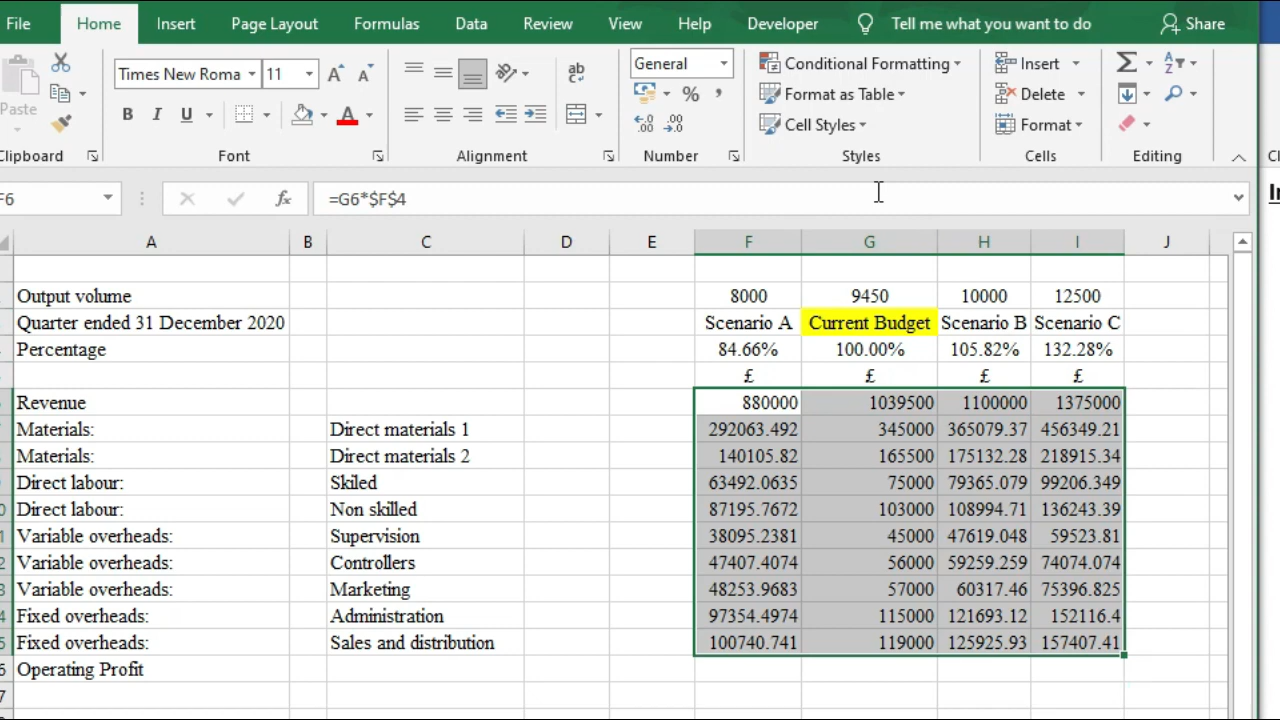 File Home Insert Page Layout Formulas Data Review View Help Developer Tell me what you want to do Share
Times New Roma 11 General Conditional Formatting Insert
Paste B I U % Format as Table Delete
Cell Styles Format
Clipboard Font Alignment Number Styles Cells Editing
F6 fx =G6*$F$4
A B C D E F G H I J
Output volume 8000 9450 10000 12500
Quarter ended 31 December 2020 Scenario A Current Budget Scenario B Scenario C
Percentage 84.66% 100.00% 105.82% 132.28%
£ £ £ £
Revenue 880000 1039500 1100000 1375000
Materials: Direct materials 1 292063.492 345000 365079.37 456349.21
Materials: Direct materials 2 140105.82 165500 175132.28 218915.34
Direct labour: Skiled 63492.0635 75000 79365.079 99206.349
Direct labour: Non skilled 87195.7672 103000 108994.71 136243.39
Variable overheads: Supervision 38095.2381 45000 47619.048 59523.81
Variable overheads: Controllers 47407.4074 56000 59259.259 74074.074
Variable overheads: Marketing 48253.9683 57000 60317.46 75396.825
Fixed overheads: Administration 97354.4974 115000 121693.12 152116.4
Fixed overheads: Sales and distribution 100740.741 119000 125925.93 157407.41
Operating Profit